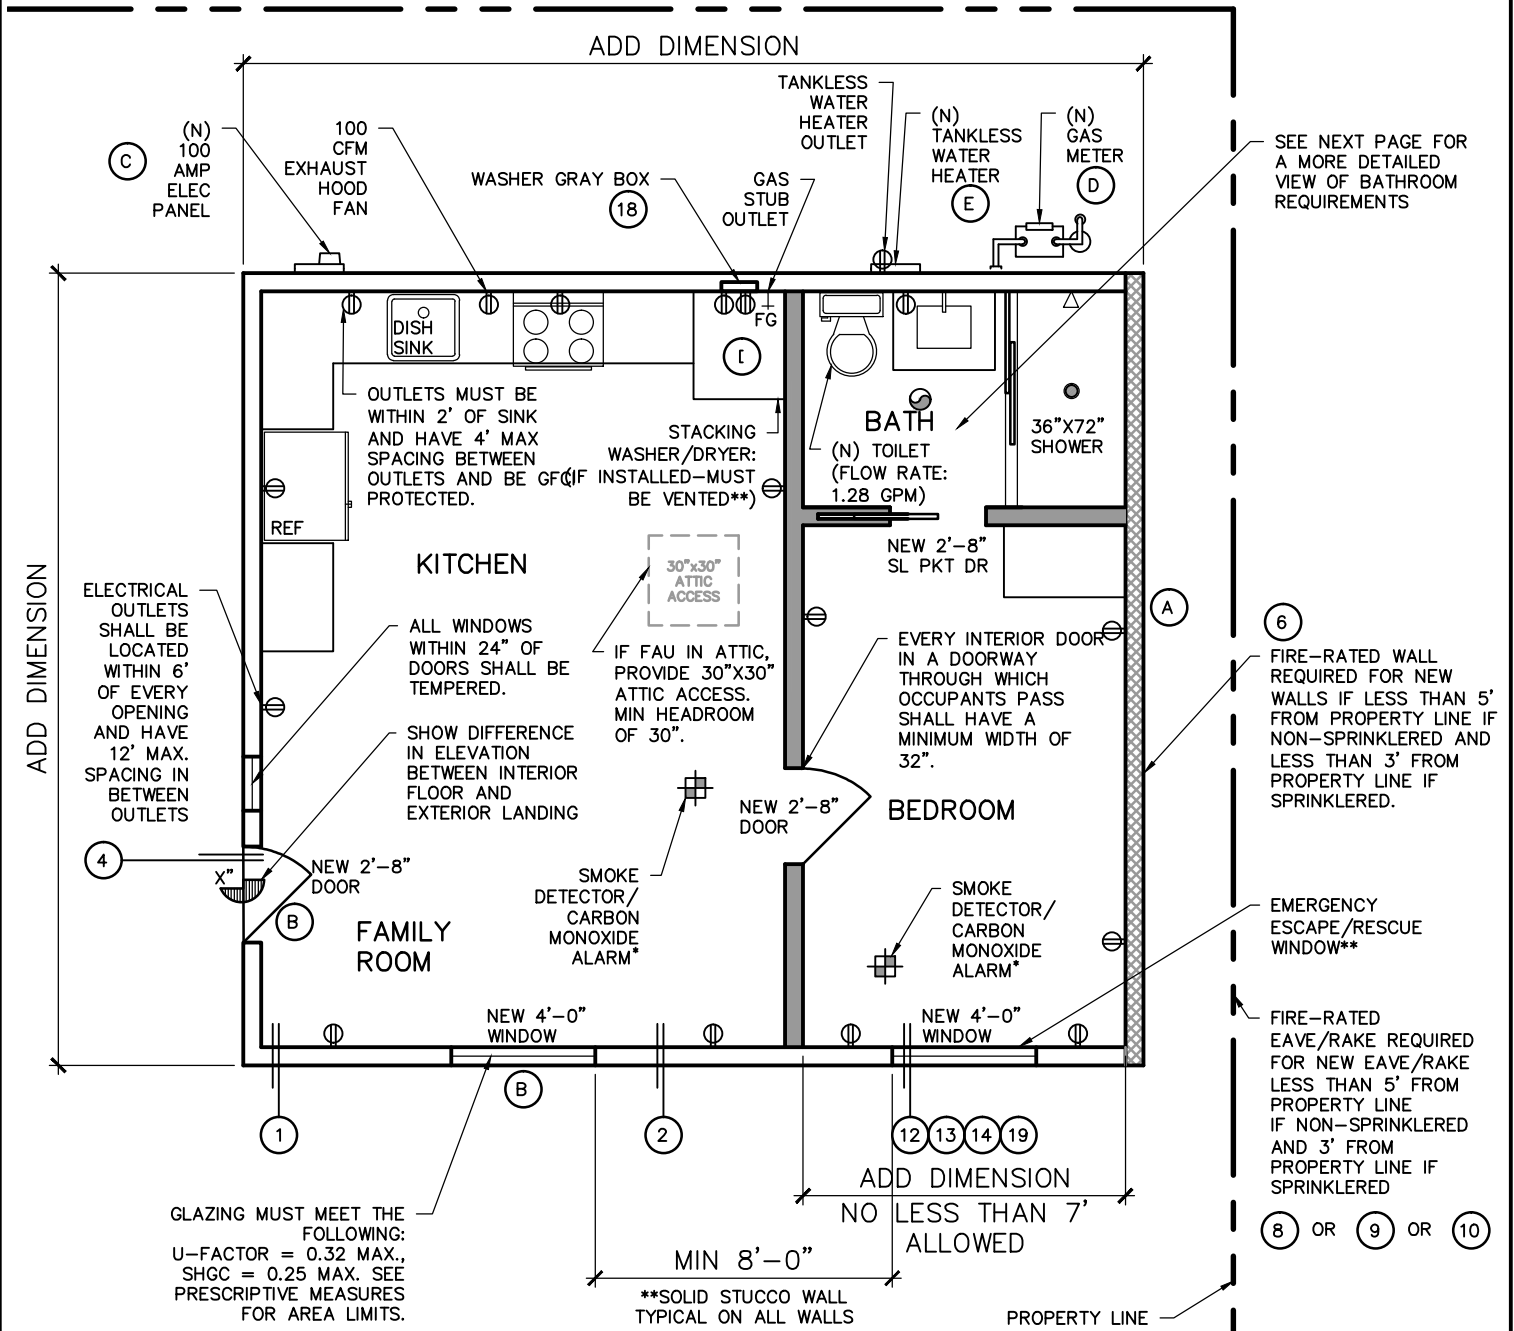 ADD DIMENSION
C
(N)
100
AMP
ELEC
PANEL
100
CFM
EXHAUST
HOOD
FAN
WASHER GRAY BOX
18
GAS
STUB
OUTLET
TANKLESS
WATER
HEATER
OUTLET
(N)
TANKLESS
WATER
HEATER
E
(N)
GAS
METER
D
SEE NEXT PAGE FOR
A MORE DETAILED
VIEW OF BATHROOM
REQUIREMENTS
DISH
SINK
FG
OUTLETS MUST BE
WITHIN 2' OF SINK
AND HAVE 4' MAX
SPACING BETWEEN
OUTLETS AND BE GFCI
PROTECTED.
STACKING
WASHER/DRYER:
(IF INSTALLED-MUST
BE VENTED**)
BATH
(N) TOILET
(FLOW RATE:
1.28 GPM)
36"X72"
SHOWER
REF
KITCHEN
30"x30"
ATTIC
ACCESS
NEW 2'-8"
SL PKT DR
ADD DIMENSION
ELECTRICAL
OUTLETS
SHALL BE
LOCATED
WITHIN 6'
OF EVERY
OPENING
AND HAVE
12' MAX.
SPACING IN
BETWEEN
OUTLETS
ALL WINDOWS
WITHIN 24" OF
DOORS SHALL BE
TEMPERED.
SHOW DIFFERENCE
IN ELEVATION
BETWEEN INTERIOR
FLOOR AND
EXTERIOR LANDING
IF FAU IN ATTIC,
PROVIDE 30"X30"
ATTIC ACCESS.
MIN HEADROOM
OF 30".
EVERY INTERIOR DOOR
IN A DOORWAY
THROUGH WHICH
OCCUPANTS PASS
SHALL HAVE A
MINIMUM WIDTH OF
32".
A
6
FIRE-RATED WALL
REQUIRED FOR NEW
WALLS IF LESS THAN 5'
FROM PROPERTY LINE IF
NON-SPRINKLERED AND
LESS THAN 3' FROM
PROPERTY LINE IF
SPRINKLERED.
NEW 2'-8"
DOOR
BEDROOM
4
X"
NEW 2'-8"
DOOR
B
FAMILY
ROOM
SMOKE
DETECTOR/
CARBON
MONOXIDE
ALARM*
SMOKE
DETECTOR/
CARBON
MONOXIDE
ALARM*
EMERGENCY
ESCAPE/RESCUE
WINDOW**
NEW 4'-0"
WINDOW
NEW 4'-0"
WINDOW
FIRE-RATED
EAVE/RAKE REQUIRED
FOR NEW EAVE/RAKE
LESS THAN 5' FROM
PROPERTY LINE
IF NON-SPRINKLERED
AND 3' FROM
PROPERTY LINE IF
SPRINKLERED
8 OR 9 OR 10
B
1
2
12 13 14 19
ADD DIMENSION
NO LESS THAN 7'
ALLOWED
GLAZING MUST MEET THE
FOLLOWING:
U-FACTOR = 0.32 MAX.,
SHGC = 0.25 MAX. SEE
PRESCRIPTIVE MEASURES
FOR AREA LIMITS.
MIN 8'-0"
**SOLID STUCCO WALL
TYPICAL ON ALL WALLS
PROPERTY LINE